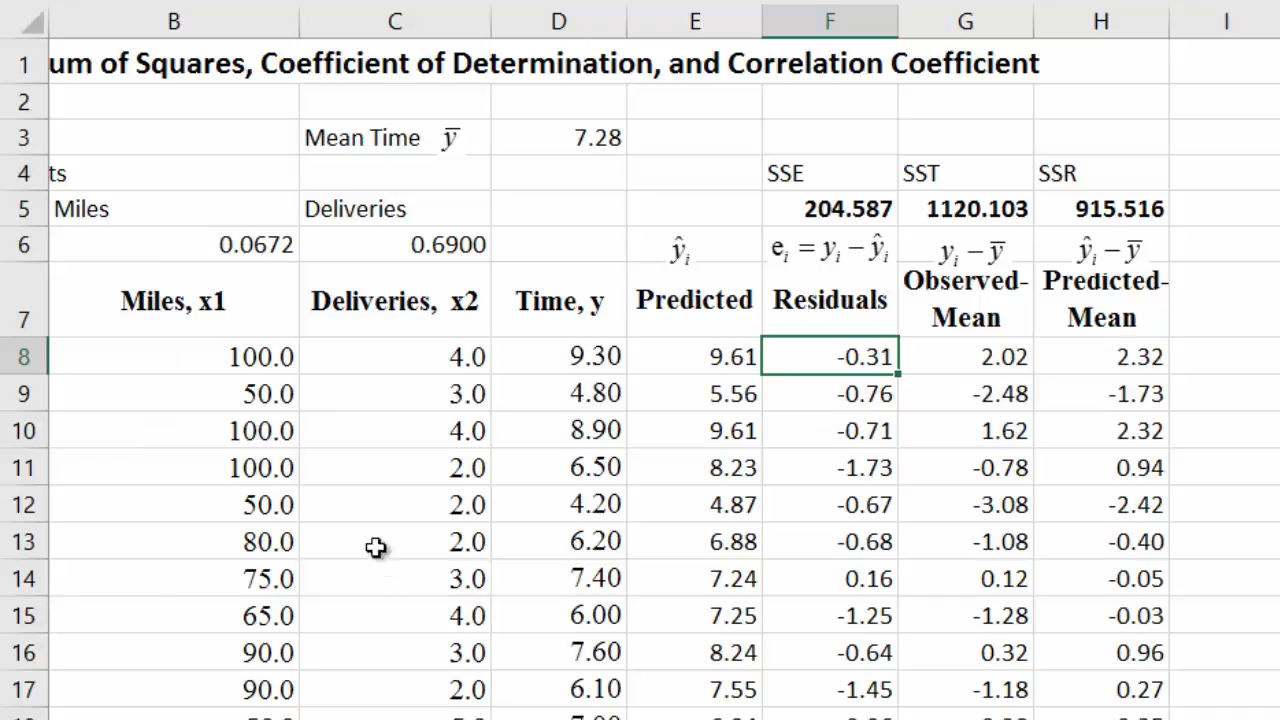 B C D E F G H I
1 um of Squares, Coefficient of Determination, and Correlation Coefficient
2
3 Mean Time y̅ 7.28
4 ts SSE SST SSR
5 Miles Deliveries 204.587 1120.103 915.516
6 0.0672 0.6900 ŷᵢ eᵢ = yᵢ − ŷᵢ yᵢ − y̅ ŷᵢ − y̅
7 Miles, x1 Deliveries, x2 Time, y Predicted Residuals Observed-Mean Predicted-Mean
8 100.0 4.0 9.30 9.61 -0.31 2.02 2.32
9 50.0 3.0 4.80 5.56 -0.76 -2.48 -1.73
10 100.0 4.0 8.90 9.61 -0.71 1.62 2.32
11 100.0 2.0 6.50 8.23 -1.73 -0.78 0.94
12 50.0 2.0 4.20 4.87 -0.67 -3.08 -2.42
13 80.0 2.0 6.20 6.88 -0.68 -1.08 -0.40
14 75.0 3.0 7.40 7.24 0.16 0.12 -0.05
15 65.0 4.0 6.00 7.25 -1.25 -1.28 -0.03
16 90.0 3.0 7.60 8.24 -0.64 0.32 0.96
17 90.0 2.0 6.10 7.55 -1.45 -1.18 0.27